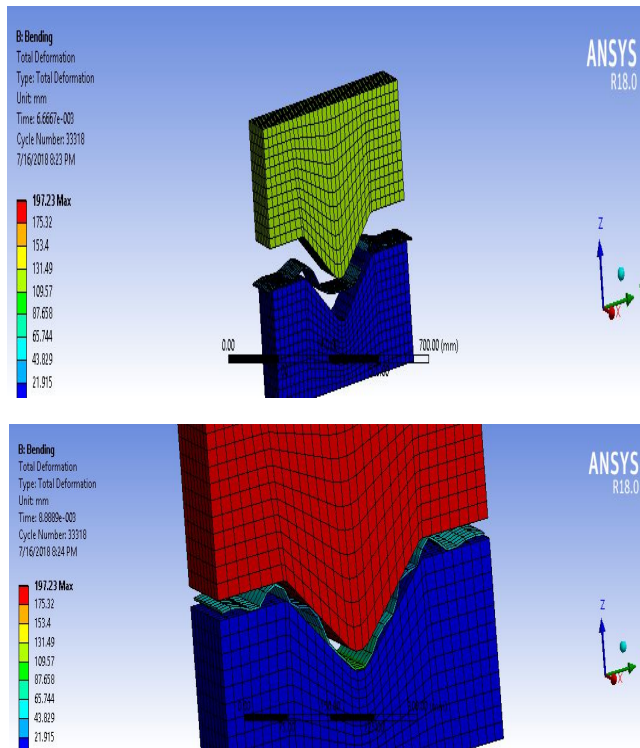 B: Bending
Total Deformation
Type: Total Deformation
Unit: mm
Time: 6.6667e-003
Cycle Number: 33318
7/16/2018 8:23 PM
197.23 Max
175.32
153.4
131.49
109.57
87.658
65.744
43.829
21.915
ANSYS
R18.0
Z
X
0.00
700.00 (mm)
B: Bending
Total Deformation
Type: Total Deformation
Unit: mm
Time: 8.8889e-003
Cycle Number: 33318
7/16/2018 8:24 PM
197.23 Max
175.32
153.4
131.49
109.57
87.658
65.744
43.829
21.915
ANSYS
R18.0
Z
X